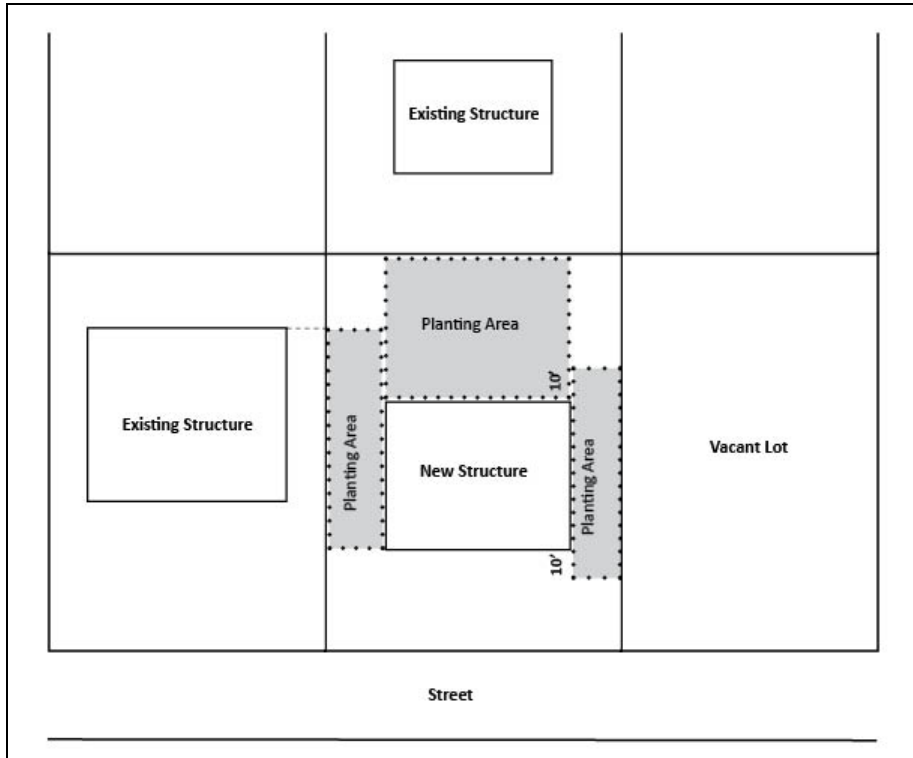 Existing Structure
Planting Area
10'
Existing Structure
Planting Area
New Structure
Planting Area
Vacant Lot
10'
Street